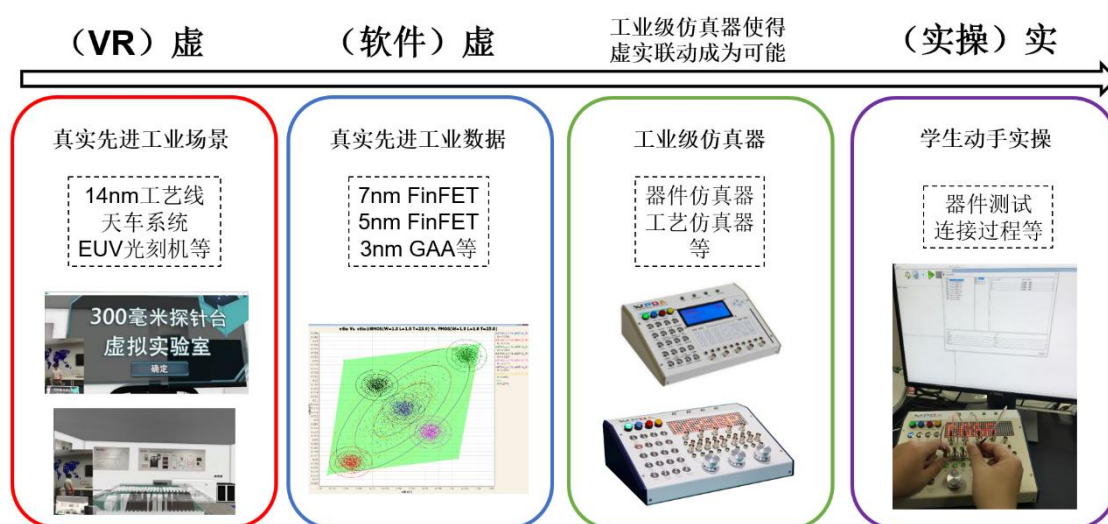 （VR）虚
（软件）虚
工业级仿真器使得
虚实联动成为可能
（实操）实
真实先进工业场景
14nm工艺线
天车系统
EUV光刻机等
300毫米探针台
虚拟实验室
确定
真实先进工业数据
7nm FinFET
5nm FinFET
3nm GAA等
工业级仿真器
器件仿真器
工艺仿真器
等
学生动手实操
器件测试
连接过程等